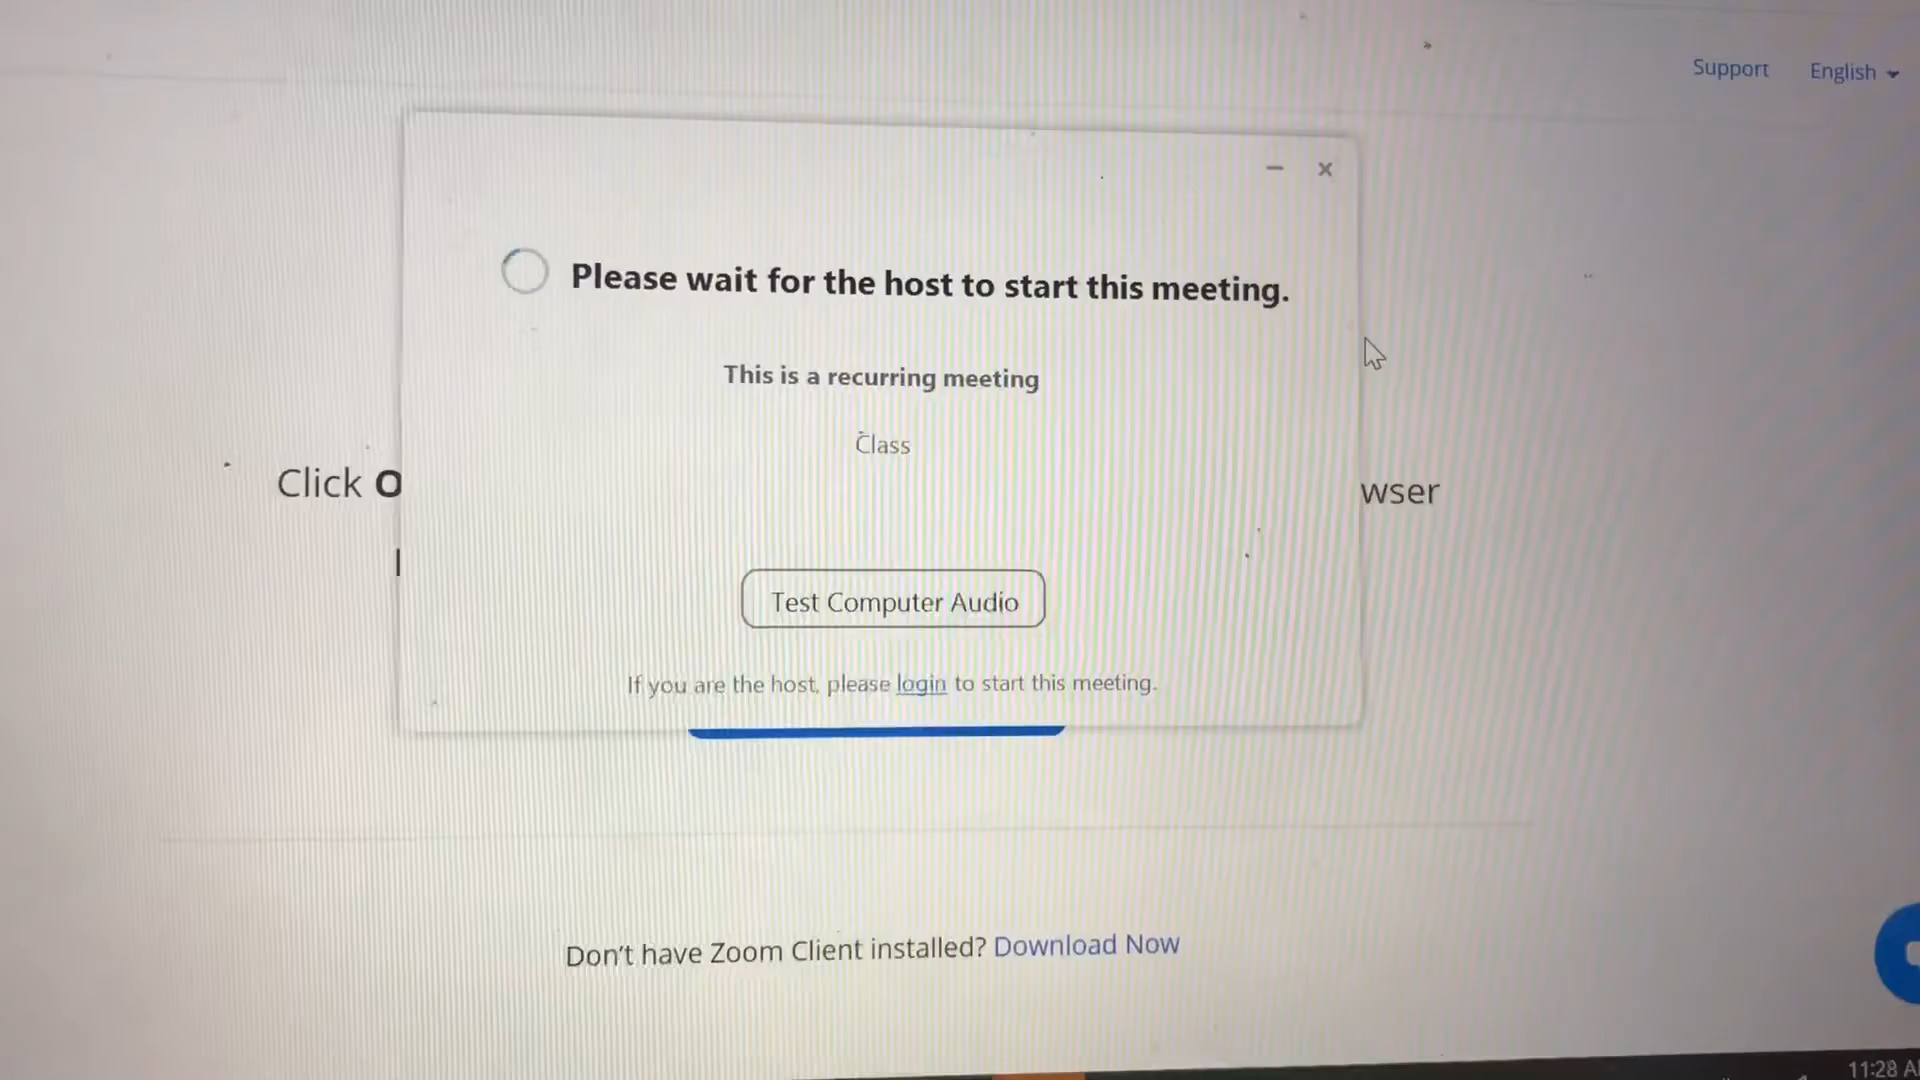 Support English
Please wait for the host to start this meeting.
This is a recurring meeting
Class
Click
wser
Test Computer Audio
If you are the host, please login to start this meeting.
Don't have Zoom Client installed? Download Now
11:28